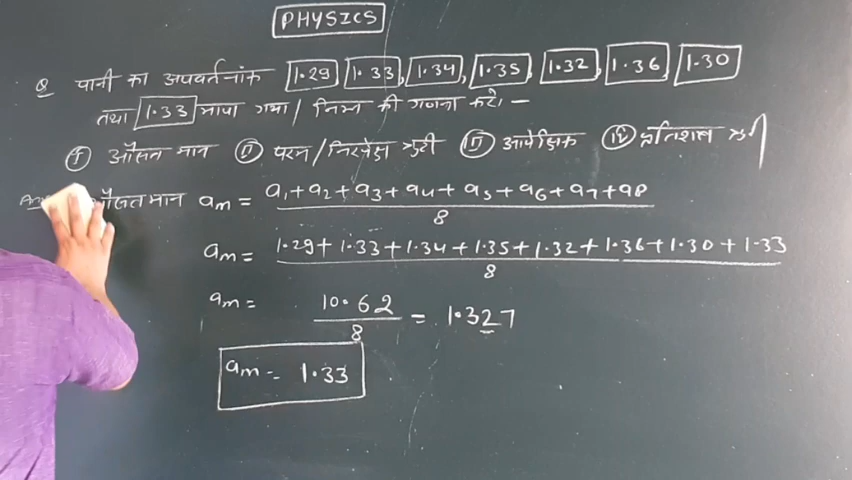 PHYSICS
Q पानी का अपवर्तनांक 1.29 1.33, 1.34, 1.35, 1.32, 1.36, 1.30
तथा 1.33 मापा गया / निम्न की गणना करो -
(I) औसत मान (II) परम / निरपेक्ष त्रुटी (III) आपेक्षिक (IV) प्रतिशत त्रुटी
औसत मान am = a1 + a2 + a3 + a4 + a5 + a6 + a7 + a8 / 8
am = 1.29 + 1.33 + 1.34 + 1.35 + 1.32 + 1.36 + 1.30 + 1.33 / 8
am = 10.62 / 8 = 1.327
am = 1.33